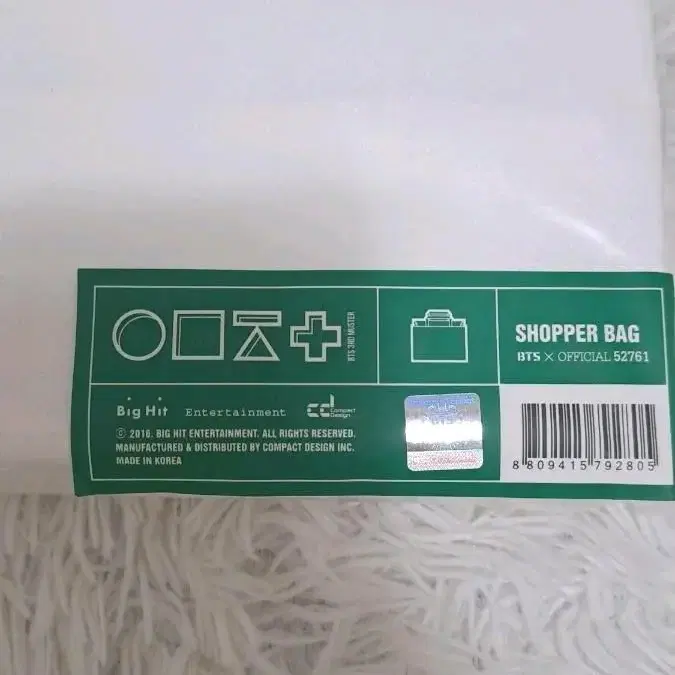 BTS 3RD MUSTER
SHOPPER BAG
BTS × OFFICIAL 52761
Big Hit Entertainment
cd Compact Design
Ⓒ 2016. BIG HIT ENTERTAINMENT. ALL RIGHTS RESERVED.
MANUFACTURED & DISTRIBUTED BY COMPACT DESIGN INC.
MADE IN KOREA
8 809415 792805